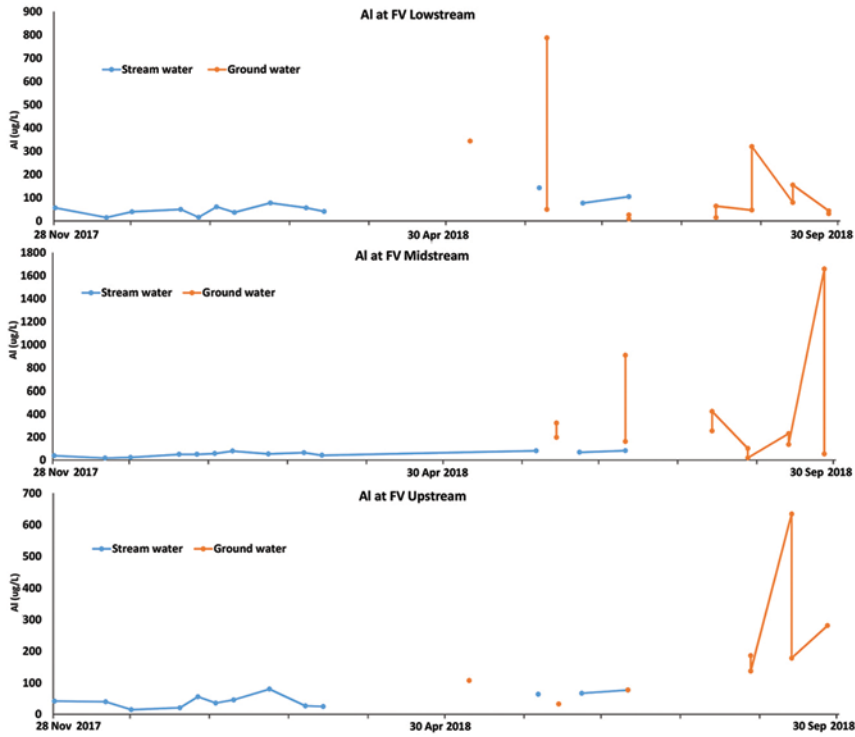 Al at FV Lowstream
900
800
700
600
500
400
300
200
100
0
Al (ug/L)
Stream water Ground water
28 Nov 2017 30 Apr 2018 30 Sep 2018
Al at FV Midstream
1800
1600
1400
1200
1000
800
600
400
200
0
Al (ug/L)
Stream water Ground water
28 Nov 2017 30 Apr 2018 30 Sep 2018
Al at FV Upstream
700
600
500
400
300
200
100
0
Al (ug/L)
Stream water Ground water
28 Nov 2017 30 Apr 2018 30 Sep 2018